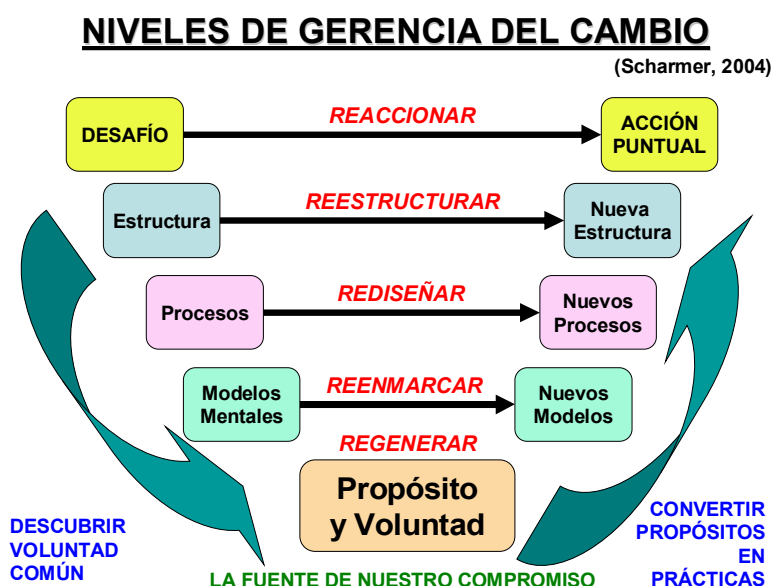 NIVELES DE GERENCIA DEL CAMBIO
(Scharmer, 2004)
DESAFÍO
REACCIONAR
ACCIÓN
PUNTUAL
Estructura
REESTRUCTURAR
Nueva
Estructura
Procesos
REDISEÑAR
Nuevos
Procesos
Modelos
Mentales
REENMARCAR
Nuevos
Modelos
REGENERAR
Propósito
y Voluntad
DESCUBRIR
VOLUNTAD
COMÚN
CONVERTIR
PROPÓSITOS
EN
PRÁCTICAS
LA FUENTE DE NUESTRO COMPROMISO